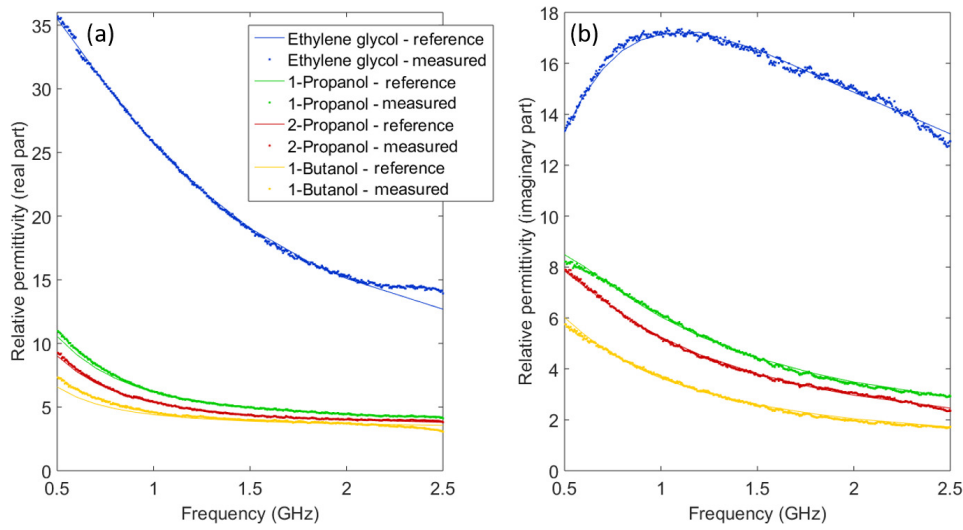 (a)
Ethylene glycol - reference
Ethylene glycol - measured
1-Propanol - reference
1-Propanol - measured
2-Propanol - reference
2-Propanol - measured
1-Butanol - reference
1-Butanol - measured
Relative permittivity (real part)
35
30
25
20
15
10
5
0
0.5
1
1.5
2
2.5
Frequency (GHz)
(b)
Relative permittivity (imaginary part)
18
16
14
12
10
8
6
4
2
0
0.5
1
1.5
2
2.5
Frequency (GHz)